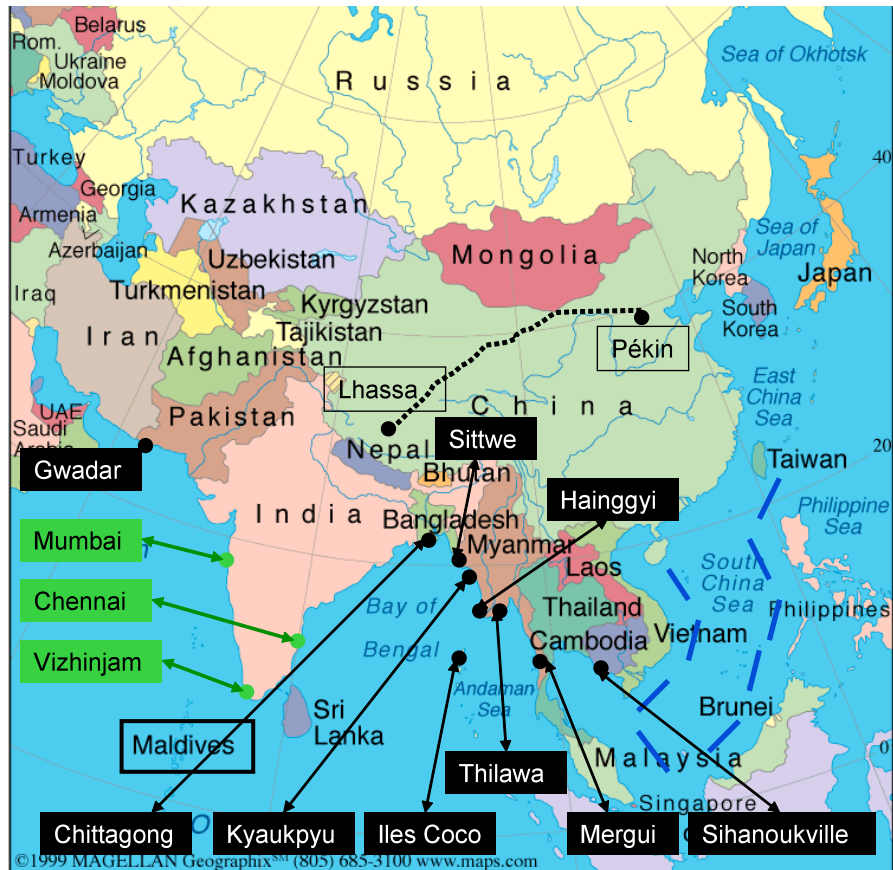 Belarus
Rom.
Ukraine
Moldova
Russia
Sea of Okhotsk
Turkey
Georgia
Armenia
Azerbaijan
Kazakhstan
Uzbekistan
Turkmenistan
Kyrgyzstan
Tajikistan
Mongolia
40
Sea of
Japan
North
Korea
Japan
South
Korea
Iraq
Iran
Afghanistan
Pékin
Lhassa
China
East
China
Sea
UAE
Saudi
Pakistan
Nepal
Sittwe
Bhutan
20
Taiwan
Gwadar
Hainggyi
Philippine
Sea
India
Bangladesh
Myanmar
Mumbai
Laos
South
China
Sea
Chennai
Bay of
Bengal
Thailand
Philippines
Cambodia
Vietnam
Vizhinjam
Andaman
Sea
Sri
Lanka
Brunei
Maldives
Malaysia
0
Thilawa
Singapore
Chittagong
Kyaukpyu
Iles Coco
Mergui
Sihanoukville
©1999 MAGELLAN Geographix℠ (805) 685-3100 www.maps.com